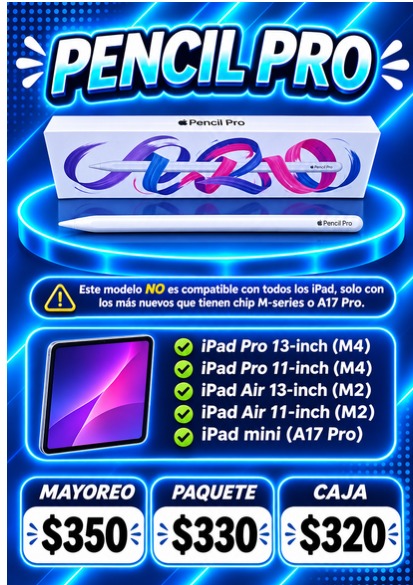 PENCIL PRO
Pencil Pro
Pencil Pro
Pencil Pro
Este modelo NO es compatible con todos los iPad, solo con
los más nuevos que tienen chip M-series o A17 Pro.
iPad Pro 13-inch (M4)
iPad Pro 11-inch (M4)
iPad Air 13-inch (M2)
iPad Air 11-inch (M2)
iPad mini (A17 Pro)
MAYOREO
$350
PAQUETE
$330
CAJA
$320